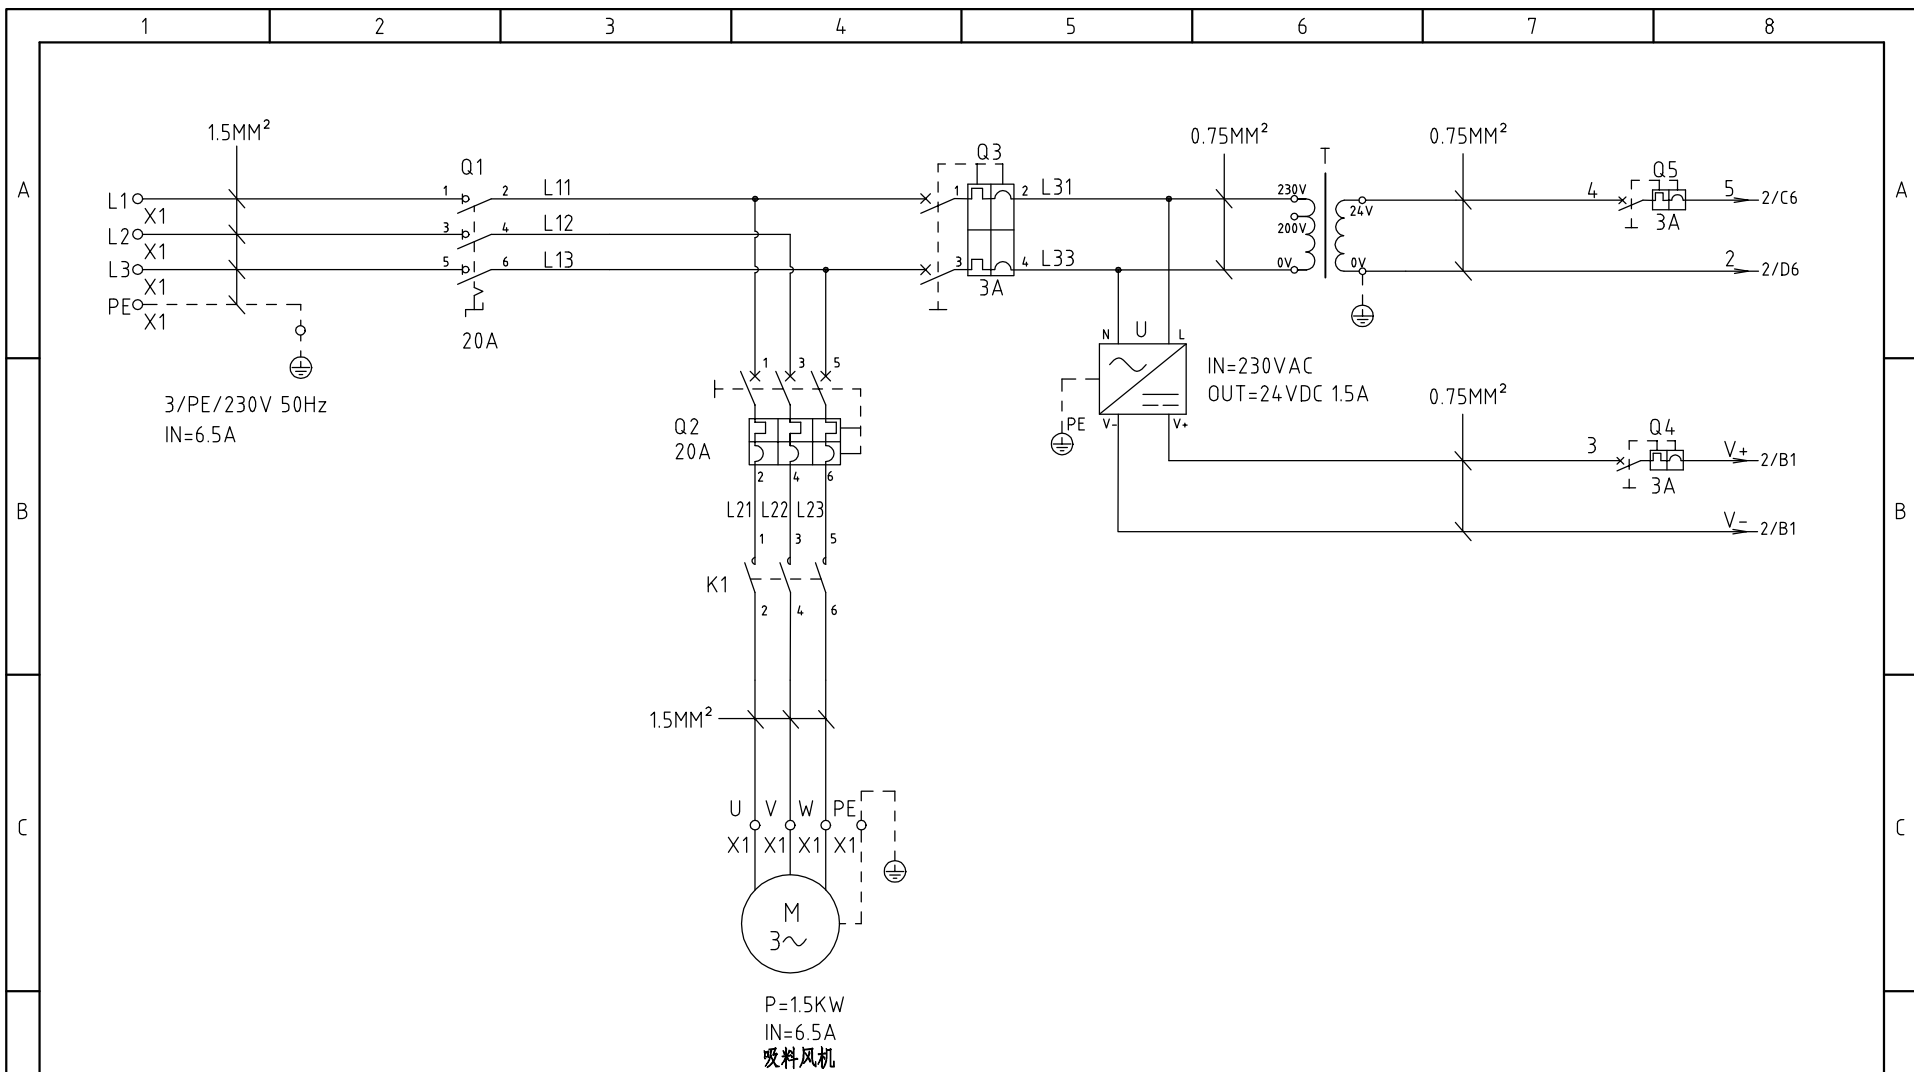 1 2 3 4 5 6 7 8
1.5MM² 0.75MM² 0.75MM²
Q3 T
A Q1 Q5 A
L1 X1 1 2 L11 1 2 L31 230V 24V 4 5 2/C6
200V 3A
L2 X1 3 4 L12
L3 X1 5 6 L13 3 4 L33 0V 0V 2 2/D6
3A
PE X1
20A
N U L
1 3 5
IN=230VAC
OUT=24VDC 1.5A
0.75MM²
3/PE/230V 50Hz
IN=6.5A
Q2
20A
PE V- V+
3 Q4 V+ 2/B1
3A
2 4 6
B L21 L22 L23 B
V- 2/B1
1 3 5
K1
2 4 6
1.5MM²
U V W PE
C C
X1 X1 X1 X1
M
3~
P=1.5KW
IN=6.5A
吸料风机